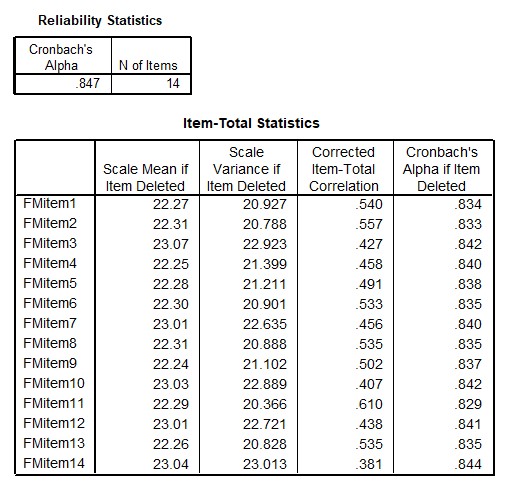 Reliability Statistics
Cronbach's
Alpha N of Items
.847 14
Item-Total Statistics
Scale Mean if
Item Deleted Scale
Variance if
Item Deleted Corrected
Item-Total
Correlation Cronbach's
Alpha if Item
Deleted
FMitem1 22.27 20.927 .540 .834
FMitem2 22.31 20.788 .557 .833
FMitem3 23.07 22.923 .427 .842
FMitem4 22.25 21.399 .458 .840
FMitem5 22.28 21.211 .491 .838
FMitem6 22.30 20.901 .533 .835
FMitem7 23.01 22.635 .456 .840
FMitem8 22.31 20.888 .535 .835
FMitem9 22.24 21.102 .502 .837
FMitem10 23.03 22.889 .407 .842
FMitem11 22.29 20.366 .610 .829
FMitem12 23.01 22.721 .438 .841
FMitem13 22.26 20.828 .535 .835
FMitem14 23.04 23.013 .381 .844